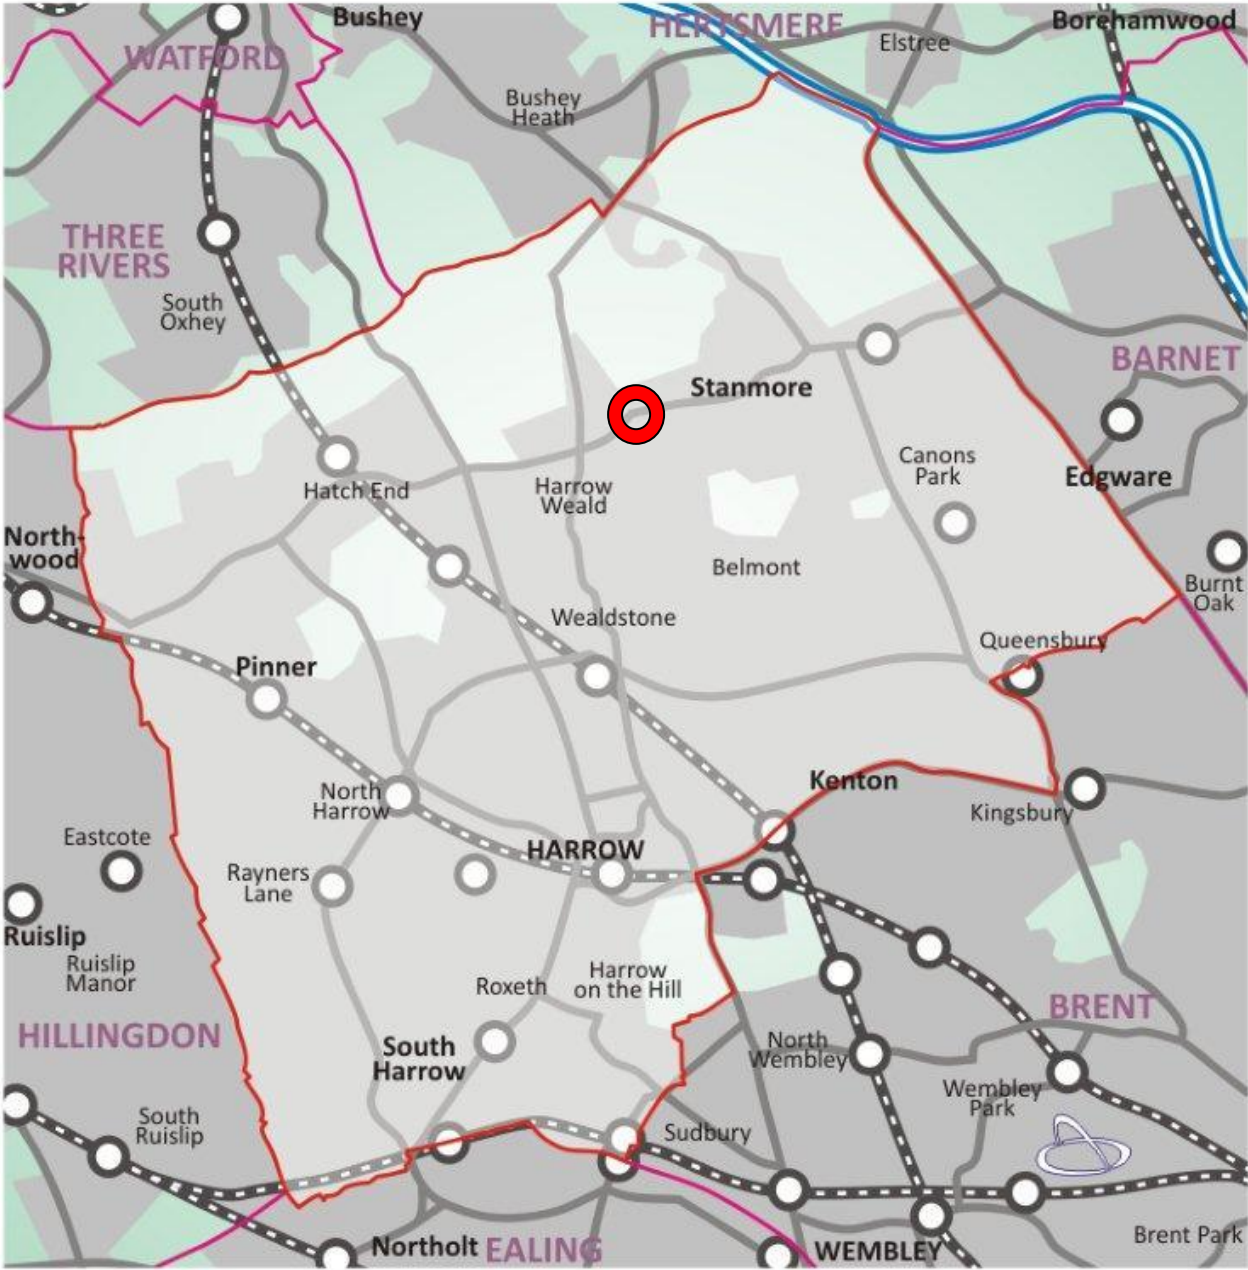 Bushey
HERTSMERE
Borehamwood
WATFORD
Elstree
Bushey
Heath
THREE
RIVERS
South
Oxhey
BARNET
Stanmore
Canons
Park
Edgware
Hatch End
Harrow
Weald
North-
wood
Belmont
Burnt
Oak
Wealdstone
Queensbury
Pinner
North
Harrow
Kenton
Kingsbury
Eastcote
HARROW
Rayners
Lane
Ruislip
Ruislip
Manor
Roxeth
Harrow
on the Hill
HILLINGDON
BRENT
South
Harrow
North
Wembley
Wembley
Park
South
Ruislip
Sudbury
Northolt
EALING
WEMBLEY
Brent Park